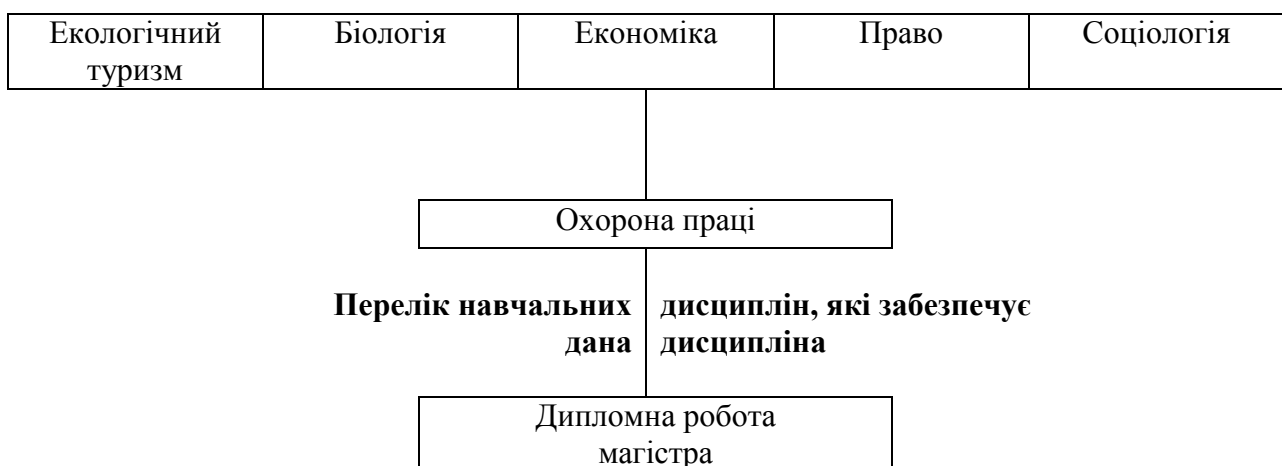 Екологічний туризм
Біологія
Економіка
Право
Соціологія
Охорона праці
Перелік навчальних дисциплін, які забезпечує
дана дисципліна
Дипломна робота
магістра